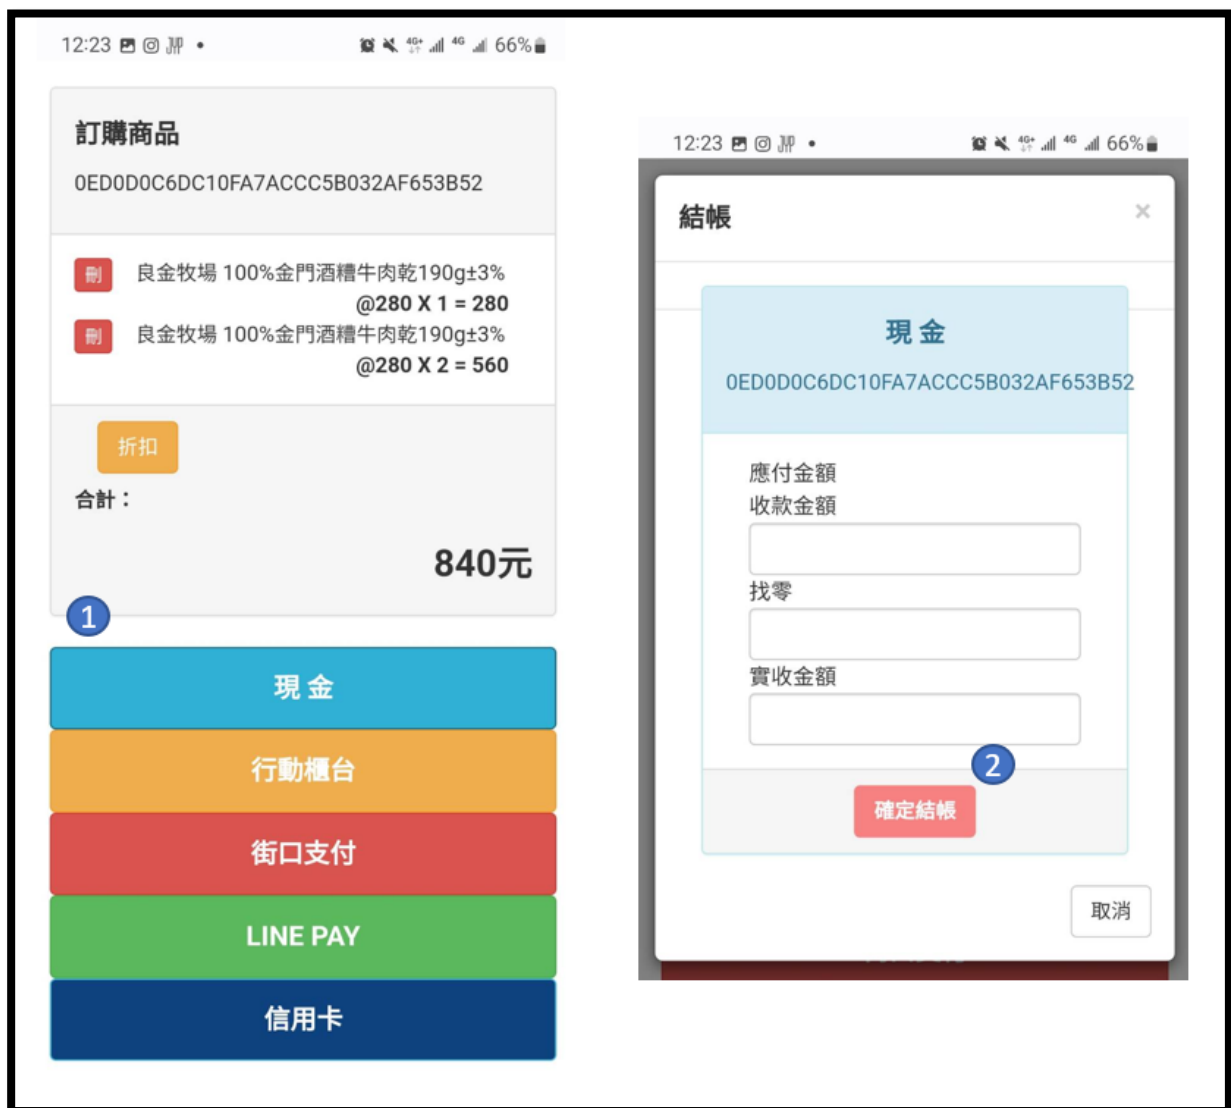 12:23
4G+ 4G 66%
訂購商品
0ED0D0C6DC10FA7ACCC5B032AF653B52
刪 良金牧場 100%金門酒糟牛肉乾190g±3%
@280 X 1 = 280
刪 良金牧場 100%金門酒糟牛肉乾190g±3%
@280 X 2 = 560
折扣
合計：
840元
1
現 金
行動櫃台
街口支付
LINE PAY
信用卡
12:23
4G+ 4G 66%
結帳
×
現 金
0ED0D0C6DC10FA7ACCC5B032AF653B52
應付金額
收款金額
找零
實收金額
2
確定結帳
取消